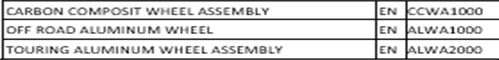 CARBON COMPOSIT WHEEL ASSEMBLY EN CCWA1000
OFF ROAD ALUMINUM WHEEL EN ALWA1000
TOURING ALUMINUM WHEEL ASSEMBLY EN ALWA2000